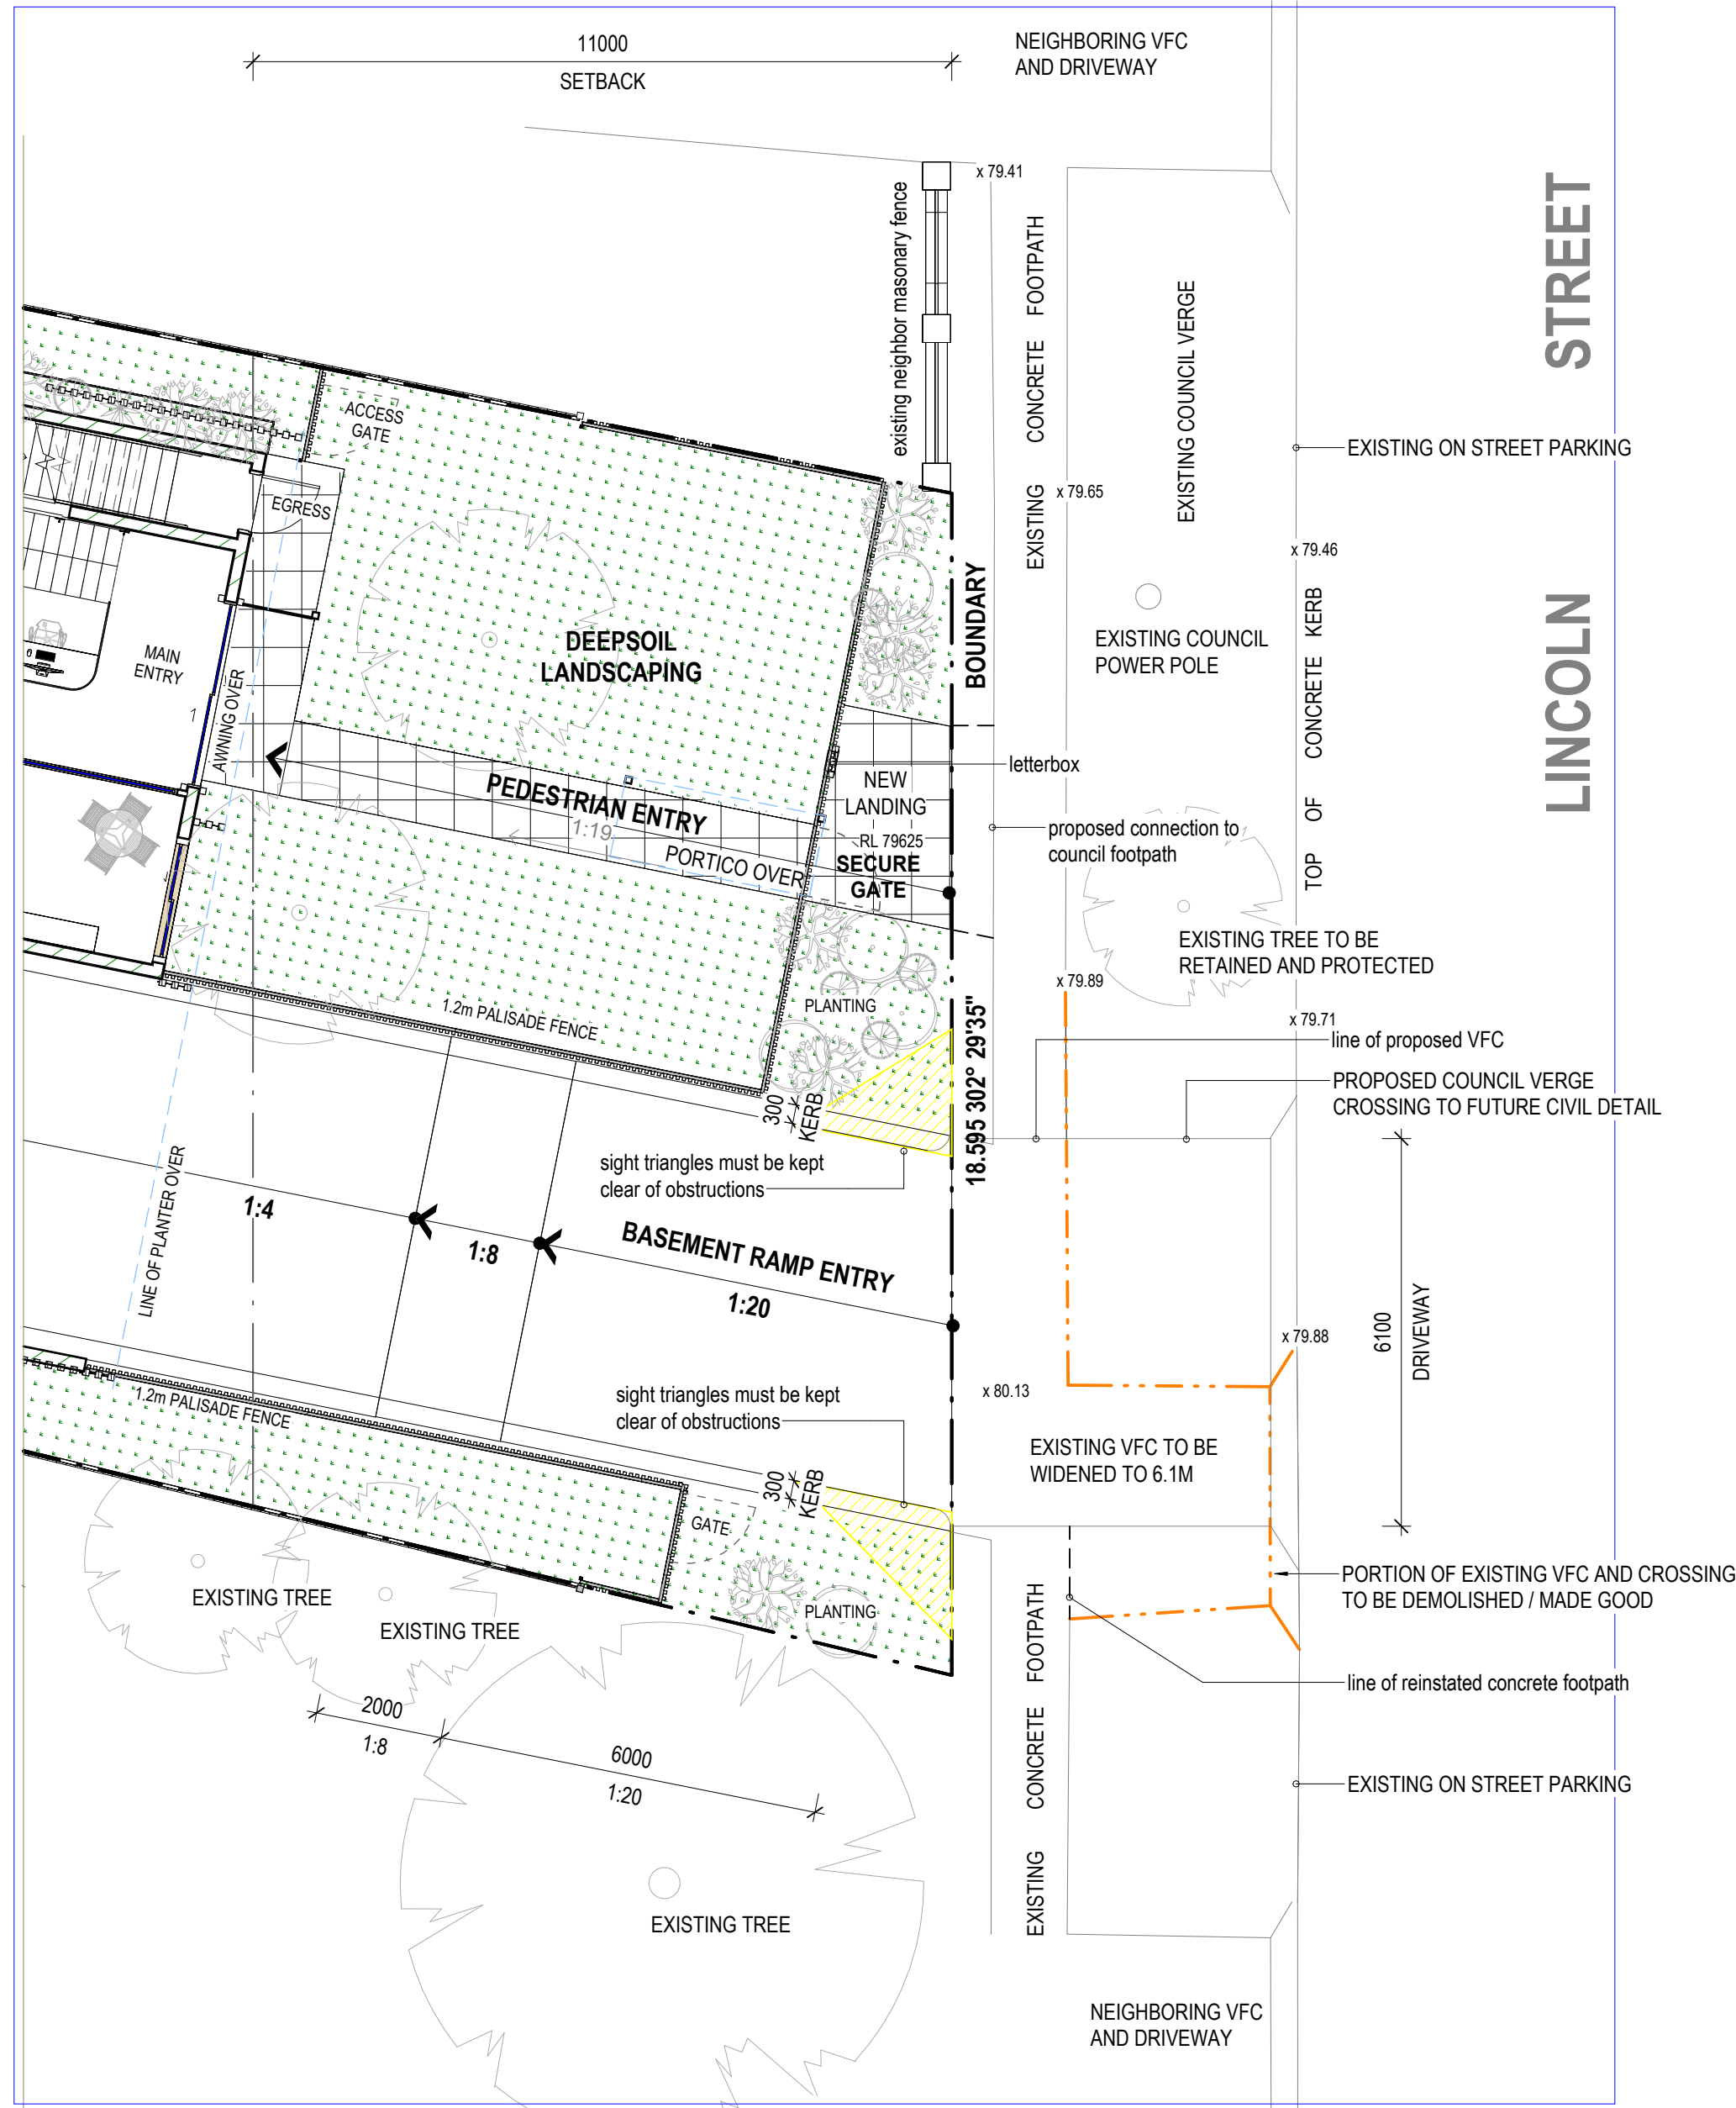 11000
SETBACK
NEIGHBORING VFC
AND DRIVEWAY
x 79.41
existing neighbor masonary fence
EXISTING CONCRETE FOOTPATH
EXISTING COUNCIL VERGE
STREET
LINCOLN
ACCESS
GATE
EXISTING ON STREET PARKING
x 79.65
EGRESS
x 79.46
BOUNDARY
TOP OF CONCRETE KERB
EXISTING COUNCIL
POWER POLE
DEEPSOIL
LANDSCAPING
MAIN
ENTRY
1
AWNING OVER
letterbox
NEW
LANDING
PEDESTRIAN ENTRY
1:19
RL 79625
PORTICO OVER
SECURE
GATE
proposed connection to
council footpath
EXISTING TREE TO BE
RETAINED AND PROTECTED
x 79.89
PLANTING
1.2m PALISADE FENCE
x 79.71
line of proposed VFC
18.595 302° 29'35"
PROPOSED COUNCIL VERGE
CROSSING TO FUTURE CIVIL DETAIL
300
KERB
sight triangles must be kept
clear of obstructions
LINE OF PLANTER OVER
1:4
1:8
BASEMENT RAMP ENTRY
1:20
6100
DRIVEWAY
x 79.88
x 80.13
1.2m PALISADE FENCE
sight triangles must be kept
clear of obstructions
EXISTING VFC TO BE
WIDENED TO 6.1M
300
KERB
GATE
PORTION OF EXISTING VFC AND CROSSING
TO BE DEMOLISHED / MADE GOOD
EXISTING TREE
PLANTING
EXISTING TREE
EXISTING CONCRETE FOOTPATH
line of reinstated concrete footpath
2000
1:8
6000
1:20
EXISTING ON STREET PARKING
EXISTING TREE
NEIGHBORING VFC
AND DRIVEWAY